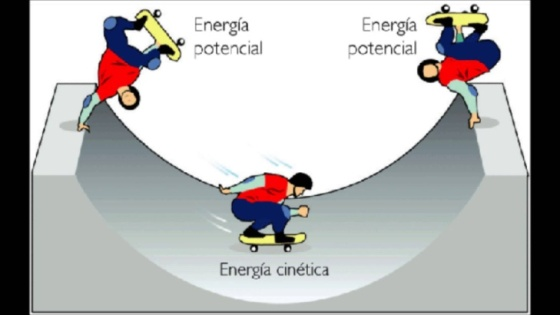 Energía
potencial
Energía
potencial
Energía cinética